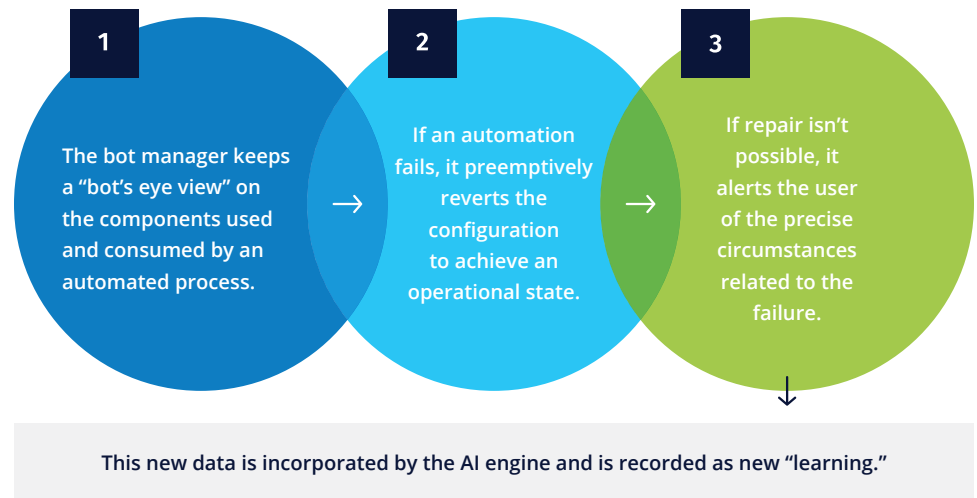 1
The bot manager keeps
a “bot’s eye view” on
the components used
and consumed by an
automated process.
2
If an automation
fails, it preemptively
reverts the
configuration
to achieve an
operational state.
3
If repair isn’t
possible, it
alerts the user
of the precise
circumstances
related to the
failure.
This new data is incorporated by the AI engine and is recorded as new “learning.”